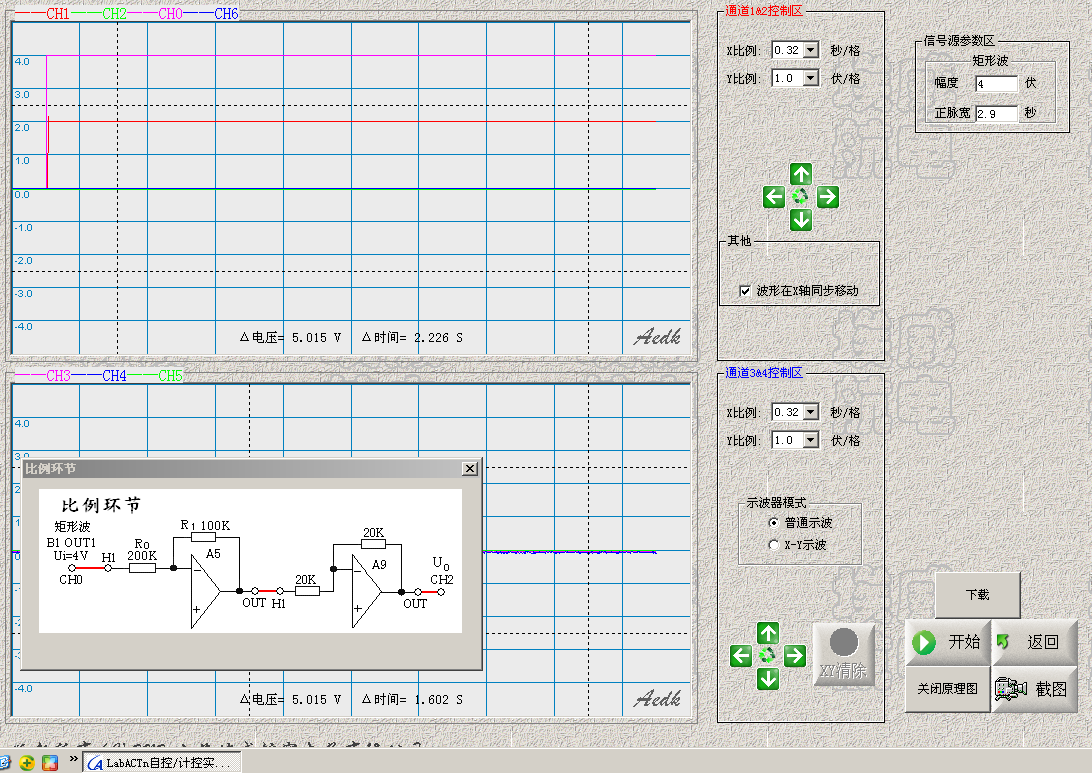 CH1 CH2 CH0 CH6
4.0
3.0
2.0
1.0
0.0
-1.0
-2.0
-3.0
-4.0
△电压= 5.015 V △时间= 2.226 S
Aedk
通道1&2控制区
X比例: 0.32 秒/格
Y比例: 1.0 伏/格
其他
波形在X轴同步移动
信号源参数区
矩形波
幅度 4 伏
正脉宽 2.9 秒
CH3 CH4 CH5
4.0
3.0
-4.0
△电压= 5.015 V △时间= 1.602 S
Aedk
比例环节
比例环节
矩形波
B1 OUT1
Ui=4V
CH0
H1
R0
200K
R1 100K
A5
OUT H1
20K
20K
A9
OUT
U0
CH2
通道3&4控制区
X比例: 0.32 秒/格
Y比例: 1.0 伏/格
示波器模式
普通示波
X-Y示波
XY清除
下载
开始
返回
关闭原理图
截图
LabACTn自控/计控实...